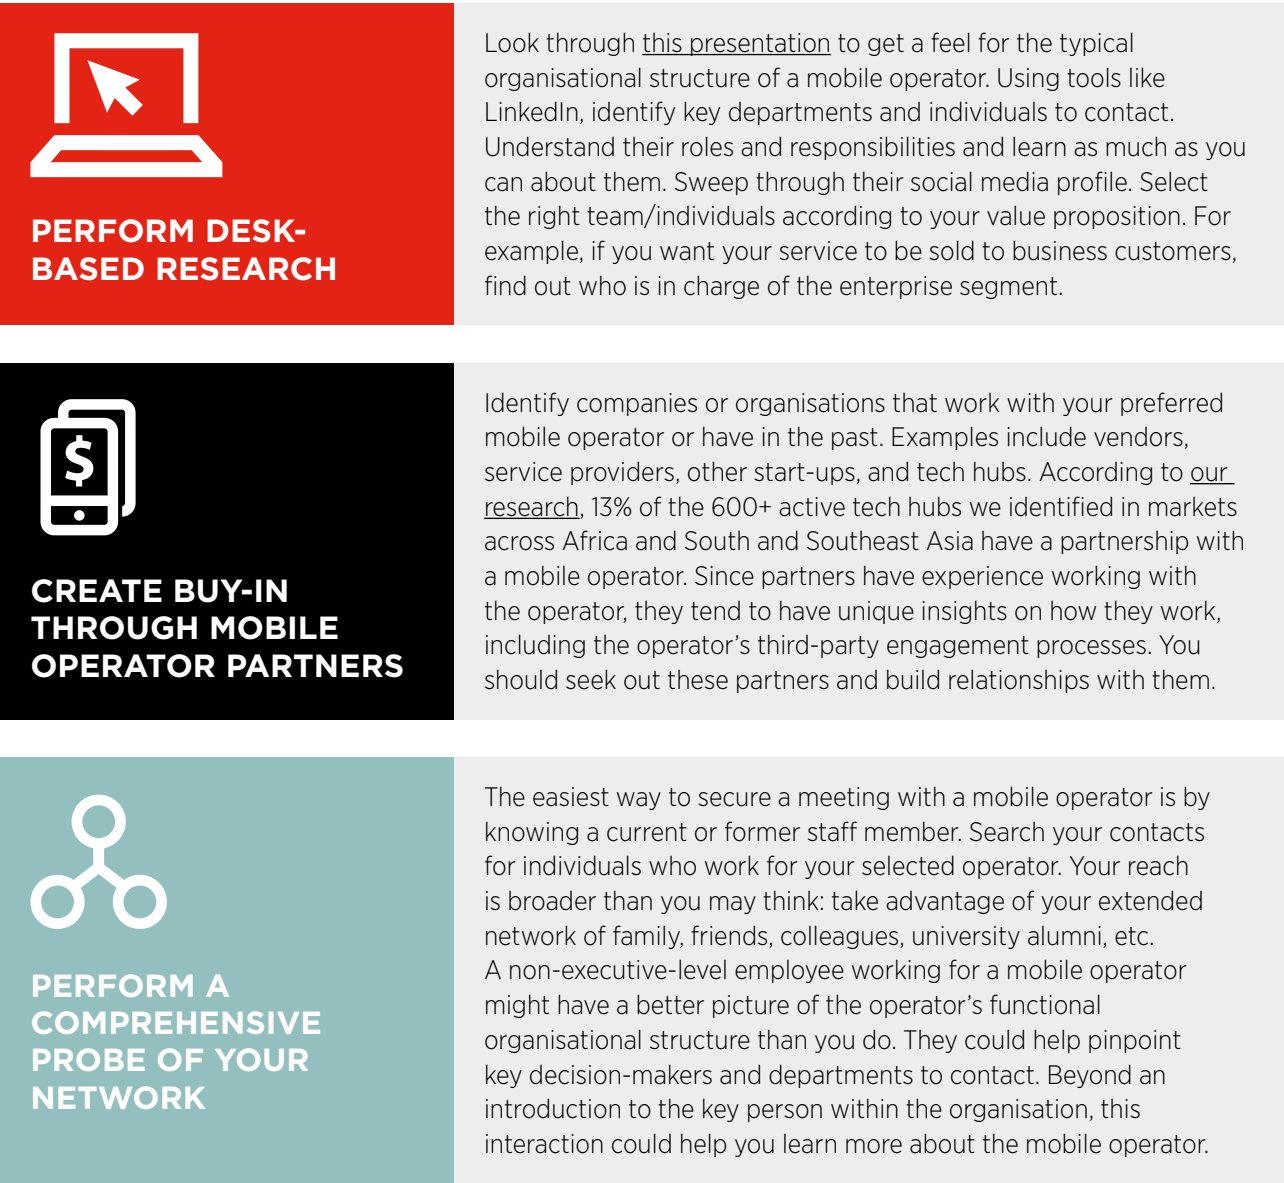 PERFORM DESK-
BASED RESEARCH
Look through this presentation to get a feel for the typical
organisational structure of a mobile operator. Using tools like
LinkedIn, identify key departments and individuals to contact.
Understand their roles and responsibilities and learn as much as you
can about them. Sweep through their social media profile. Select
the right team/individuals according to your value proposition. For
example, if you want your service to be sold to business customers,
find out who is in charge of the enterprise segment.
$
CREATE BUY-IN
THROUGH MOBILE
OPERATOR PARTNERS
Identify companies or organisations that work with your preferred
mobile operator or have in the past. Examples include vendors,
service providers, other start-ups, and tech hubs. According to our
research, 13% of the 600+ active tech hubs we identified in markets
across Africa and South and Southeast Asia have a partnership with
a mobile operator. Since partners have experience working with
the operator, they tend to have unique insights on how they work,
including the operator’s third-party engagement processes. You
should seek out these partners and build relationships with them.
PERFORM A
COMPREHENSIVE
PROBE OF YOUR
NETWORK
The easiest way to secure a meeting with a mobile operator is by
knowing a current or former staff member. Search your contacts
for individuals who work for your selected operator. Your reach
is broader than you may think: take advantage of your extended
network of family, friends, colleagues, university alumni, etc.
A non-executive-level employee working for a mobile operator
might have a better picture of the operator’s functional
organisational structure than you do. They could help pinpoint
key decision-makers and departments to contact. Beyond an
introduction to the key person within the organisation, this
interaction could help you learn more about the mobile operator.